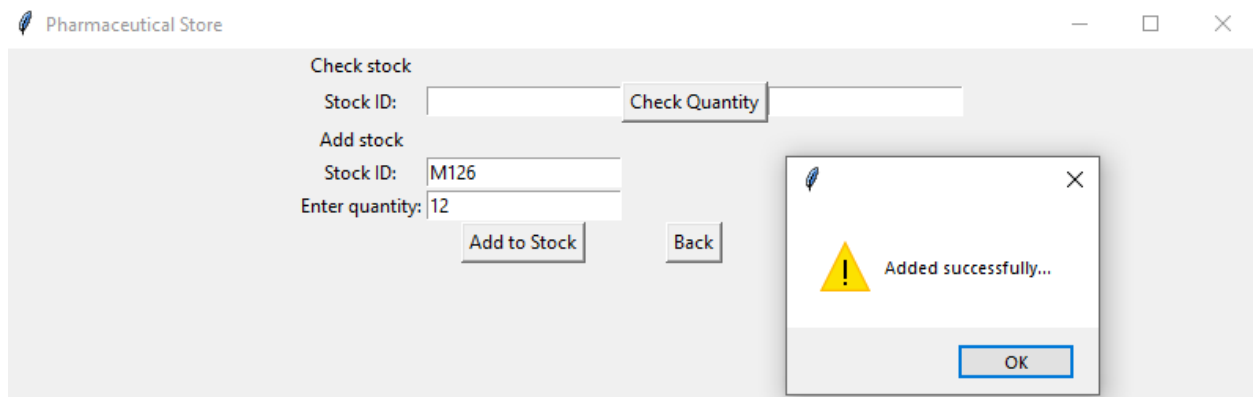 Pharmaceutical Store
Check stock
Stock ID: Check Quantity
Add stock
Stock ID: M126
Enter quantity: 12
Add to Stock Back
Added successfully...
OK